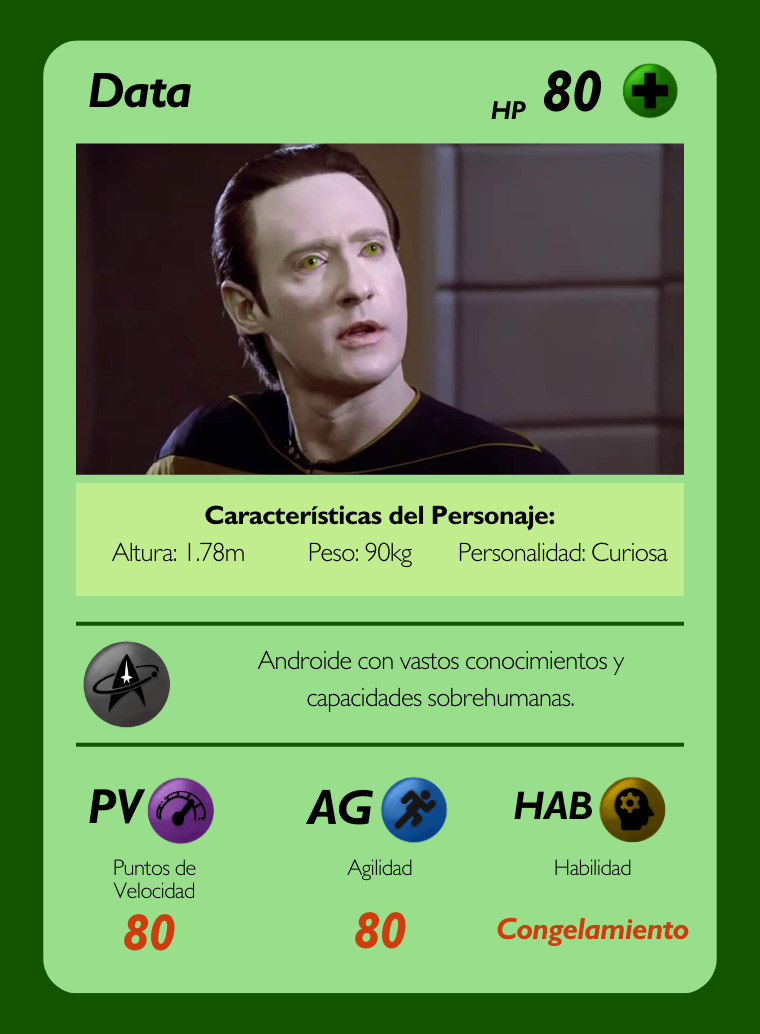 Data
HP 80
Características del Personaje:
Altura: 1.78m Peso: 90kg Personalidad: Curiosa
Androide con vastos conocimientos y
capacidades sobrehumanas.
PV AG HAB
Puntos de
Velocidad
Agilidad
Habilidad
80
80
Congelamiento